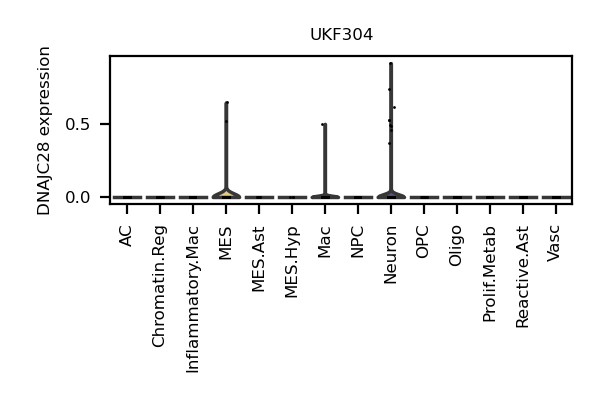 UKF304
DNAJC28 expression
0.5
0.0
AC
Chromatin.Reg
Inflammatory.Mac
MES
MES.Ast
MES.Hyp
Mac
NPC
Neuron
OPC
Oligo
Prolif.Metab
Reactive.Ast
Vasc